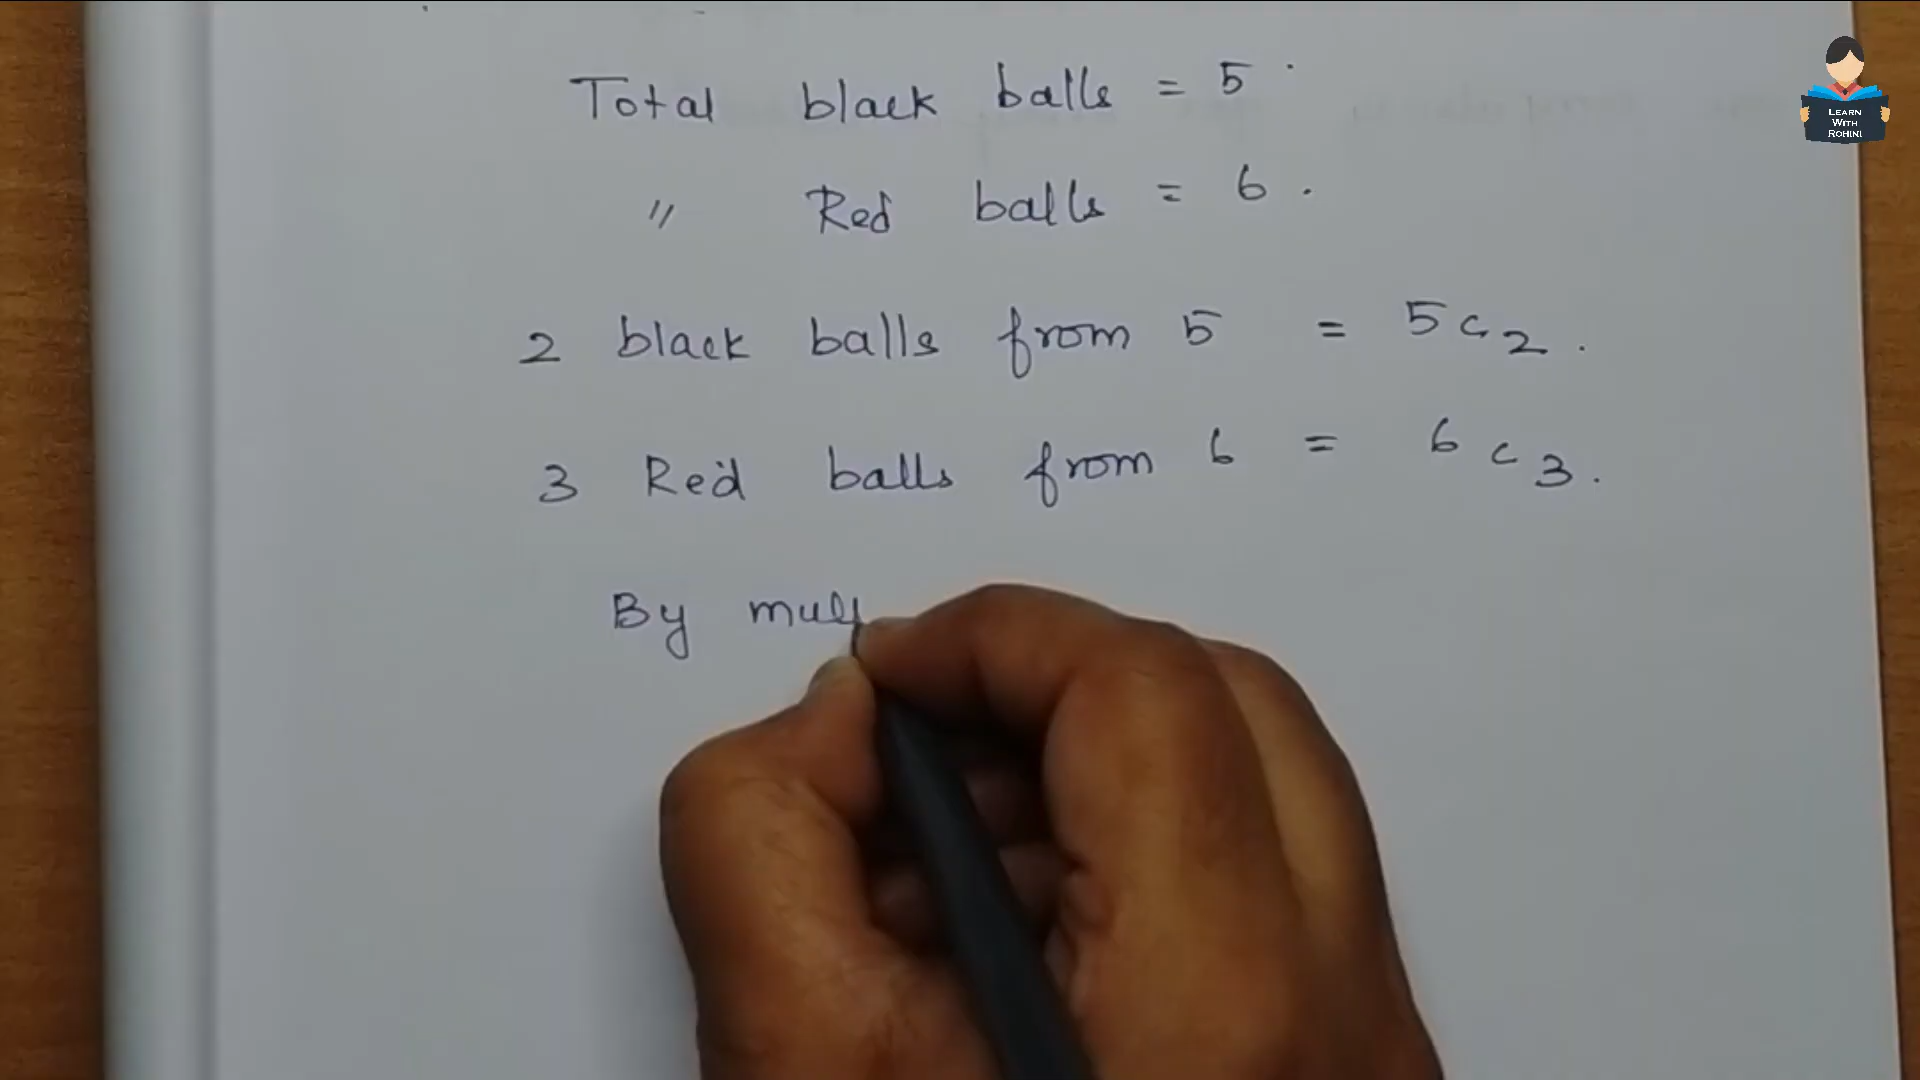 Total black balls = 5.
" Red balls = 6.
2 black balls from 5 = 5c2.
3 Red balls from 6 = 6c3.
By mul
LEARN
WITH
ROHINI